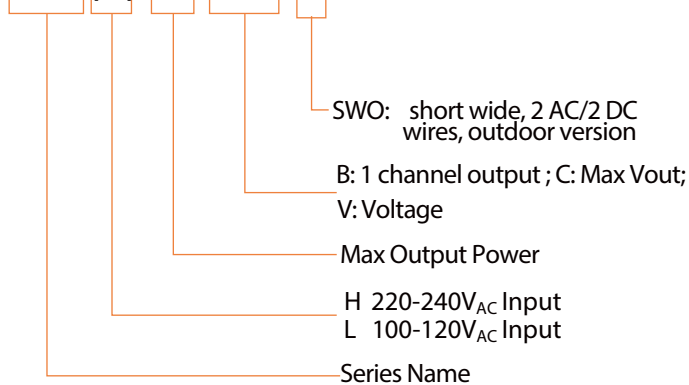 SWO: short wide, 2 AC/2 DC
wires, outdoor version
B: 1 channel output ; C: Max Vout;
V: Voltage
Max Output Power
H 220-240VAC Input
L 100-120VAC Input
Series Name